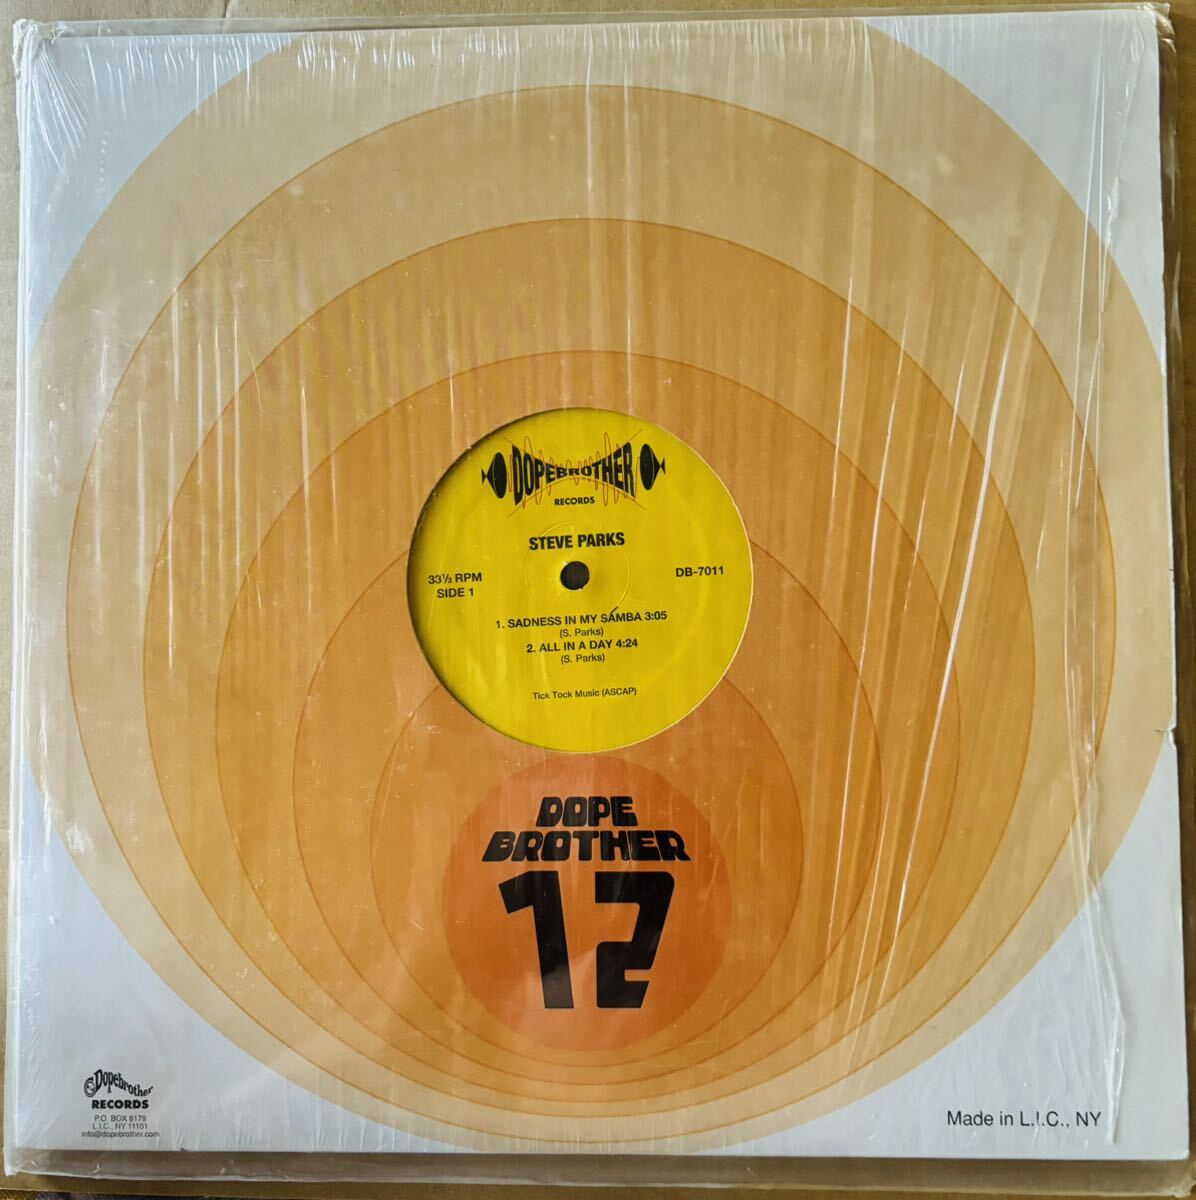 DOPEBROTHER
RECORDS
STEVE PARKS
33⅓ RPM
SIDE 1
DB-7011
1. SADNESS IN MY SAMBA 3:05
(S. Parks)
2. ALL IN A DAY 4:24
(S. Parks)
Tick Tock Music (ASCAP)
DOPE
BROTHER
12
Dopebrother
RECORDS
P.O. BOX 8179
L.I.C., NY 11101
info@dopebrother.com
Made in L.I.C., NY